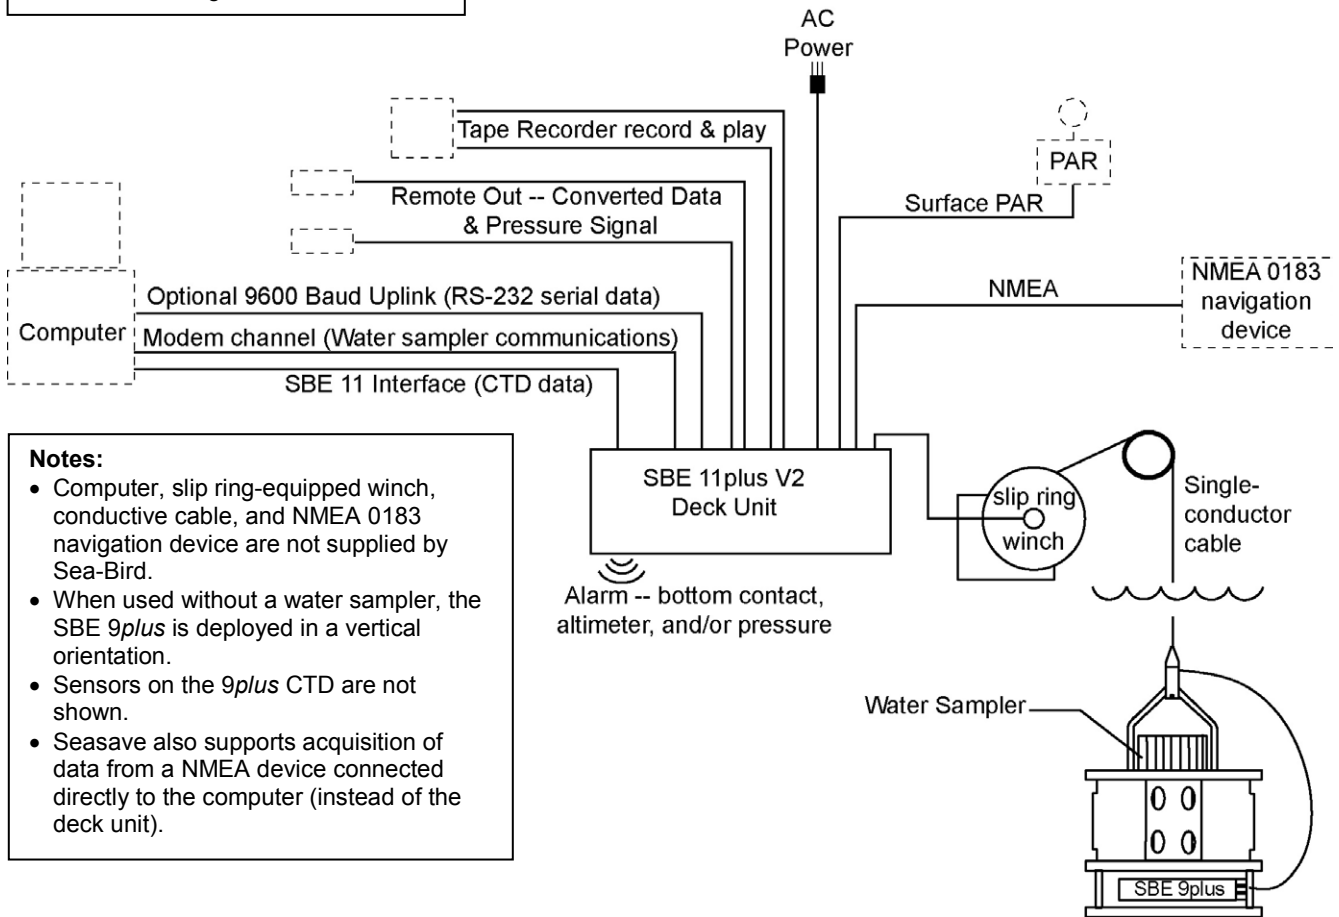 AC
Power
Tape Recorder record & play
PAR
Remote Out -- Converted Data
& Pressure Signal
Surface PAR
NMEA 0183
navigation
device
NMEA
Optional 9600 Baud Uplink (RS-232 serial data)
Computer
Modem channel (Water sampler communications)
SBE 11 Interface (CTD data)
SBE 11plus V2
Deck Unit
slip ring
winch
Single-
conductor
cable
Alarm -- bottom contact,
altimeter, and/or pressure
Notes:
• Computer, slip ring-equipped winch,
conductive cable, and NMEA 0183
navigation device are not supplied by
Sea-Bird.
• When used without a water sampler, the
SBE 9plus is deployed in a vertical
orientation.
• Sensors on the 9plus CTD are not
shown.
• Seasave also supports acquisition of
data from a NMEA device connected
directly to the computer (instead of the
deck unit).
Water Sampler
SBE 9plus